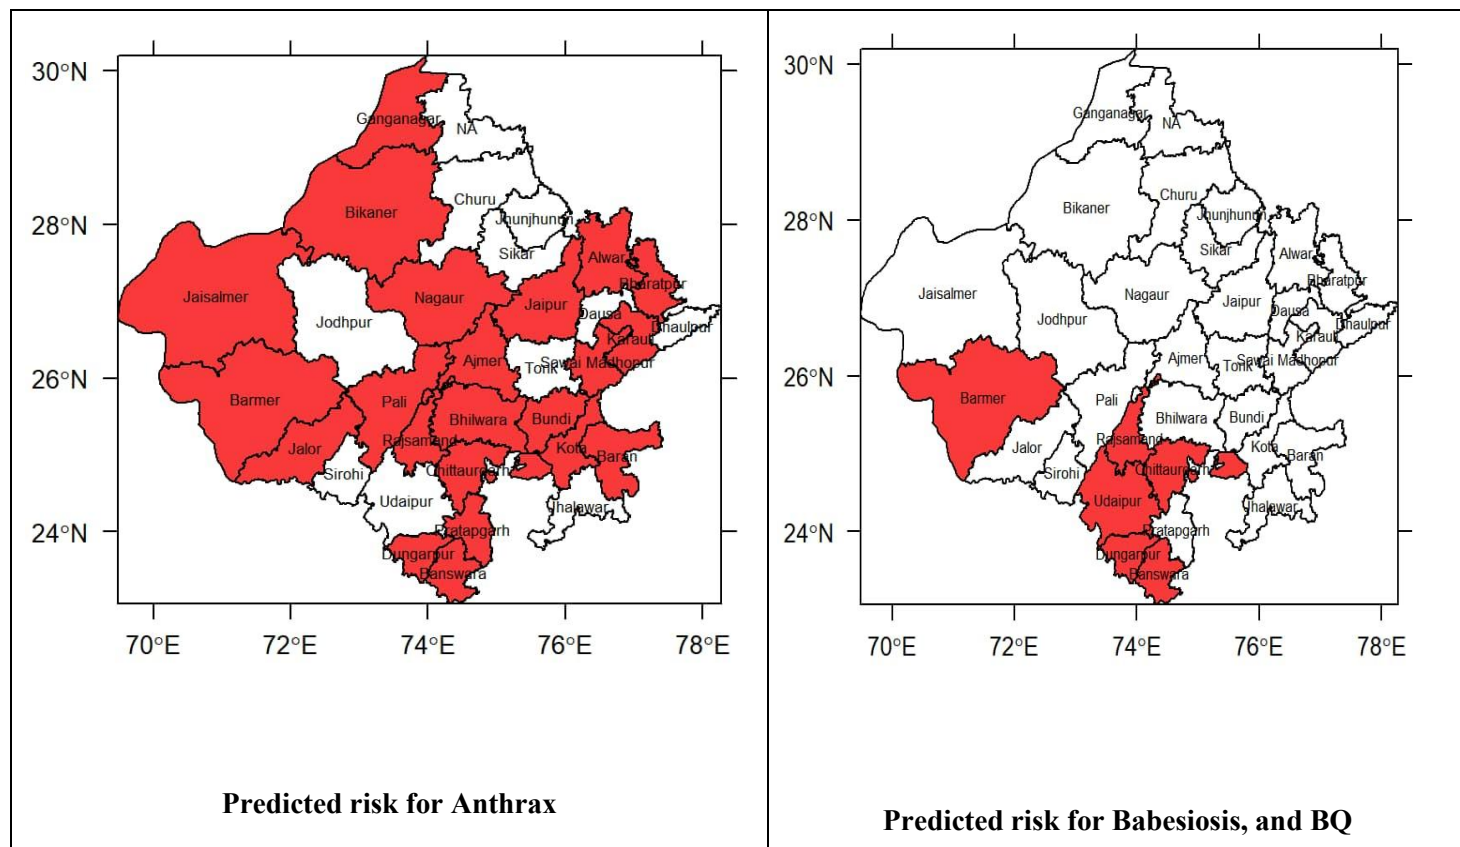 30°N
28°N
26°N
24°N
70°E 72°E 74°E 76°E 78°E
Ganganagar
NA
Churu
Bikaner
Jhunjhunun
Sikar
Alwar
Jaisalmer
Nagaur
Jaipur
Bharatpur
Jodhpur
Dausa
Dhaulpur
Karauli
Ajmer
Tonk
Sawai Madhopur
Barmer
Pali
Bhilwara
Bundi
Rajsamand
Jalor
Kota
Baran
Sirohi
Chittaurgarh
Udaipur
Jhalawar
Pratapgarh
Dungarpur
Banswara
Predicted risk for Anthrax
30°N
28°N
26°N
24°N
70°E 72°E 74°E 76°E 78°E
Ganganagar
NA
Churu
Bikaner
Jhunjhunun
Sikar
Alwar
Jaisalmer
Nagaur
Jaipur
Bharatpur
Jodhpur
Dausa
Dhaulpur
Karauli
Ajmer
Tonk
Sawai Madhopur
Barmer
Pali
Bhilwara
Bundi
Rajsamand
Jalor
Kota
Baran
Sirohi
Chittaurgarh
Udaipur
Jhalawar
Pratapgarh
Dungarpur
Banswara
Predicted risk for Babesiosis, and BQ